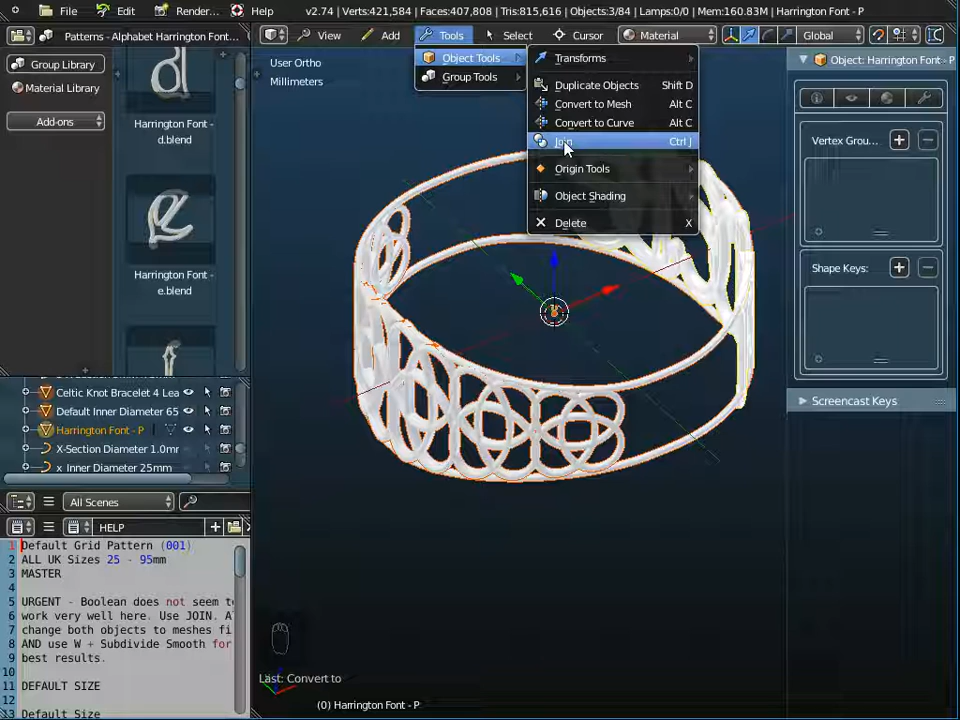 File Edit Render... Help v2.74 | Verts:421,584 | Faces:407,808 | Tris:815,616 | Objects:3/84 | Lamps:0/0 | Mem:160.83M | Harrington Font - P
Patterns - Alphabet Harrington Font...
View Add Tools Select Cursor Material Global
Group Library
Material Library
Add-ons
Harrington Font -
d.blend
Harrington Font -
e.blend
User Ortho
Millimeters
Object Tools
Group Tools
Transforms
Duplicate Objects Shift D
Convert to Mesh Alt C
Convert to Curve Alt C
Join Ctrl J
Origin Tools
Object Shading
Delete X
Object: Harrington Font - P
Vertex Grou...
Shape Keys:
Screencast Keys
Celtic Knot Bracelet 4 Lea
Default Inner Diameter 65
Harrington Font - P
X-Section Diameter 1.0mm
x Inner Diameter 25mm
All Scenes
HELP
1 Default Grid Pattern (001)
2 ALL UK Sizes 25 - 95mm
3 MASTER
4
5 URGENT - Boolean does not seem t
6 work very well here. Use JOIN. A
7 change both objects to meshes fi
8 AND use W + Subdivide Smooth for
9 best results.
10
11 DEFAULT SIZE
12
13 Default Size
Last: Convert to
(0) Harrington Font - P